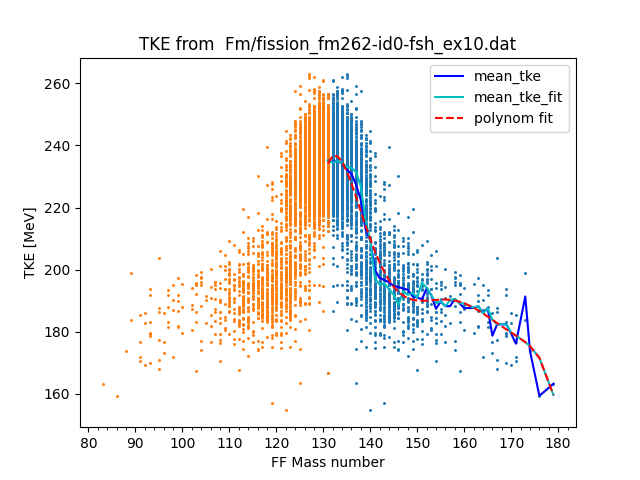 TKE from  Fm/fission_fm262-id0-fsh_ex10.dat
mean_tke
mean_tke_fit
polynom fit
TKE [MeV]
260
240
220
200
180
160
80 90 100 110 120 130 140 150 160 170 180
FF Mass number